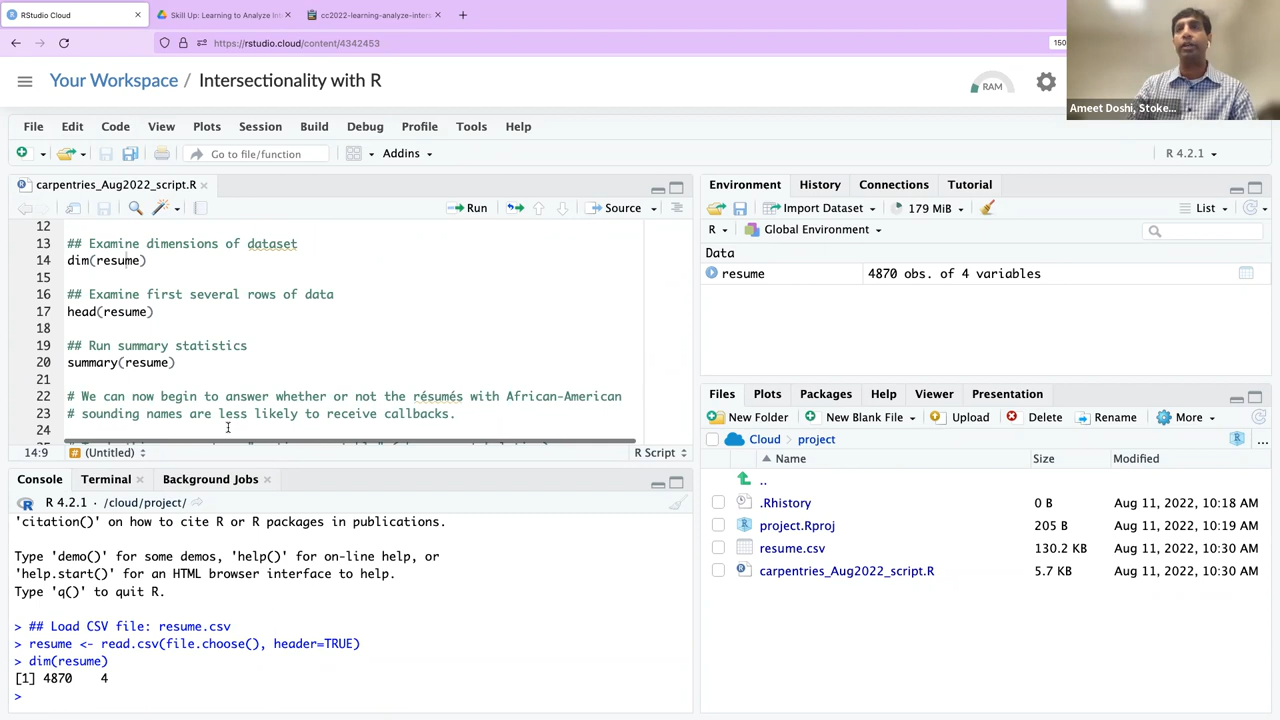 RStudio Cloud
Skill Up: Learning to Analyze Int
cc2022-learning-analyze-inters
https://rstudio.cloud/content/4342453
150
Your Workspace
Intersectionality with R
RAM
Ameet Doshi, Stoke...
File Edit Code View Plots Session Build Debug Profile Tools Help
Go to file/function
Addins
R 4.2.1
carpentries_Aug2022_script.R
Run
Source
12
13 ## Examine dimensions of dataset
14 dim(resume)
15
16 ## Examine first several rows of data
17 head(resume)
18
19 ## Run summary statistics
20 summary(resume)
21
22 # We can now begin to answer whether or not the résumés with African-American
23 # sounding names are less likely to receive callbacks.
24
14:9
# (Untitled)
R Script
Console Terminal Background Jobs
R 4.2.1 · /cloud/project/
'citation()' on how to cite R or R packages in publications.
Type 'demo()' for some demos, 'help()' for on-line help, or
'help.start()' for an HTML browser interface to help.
Type 'q()' to quit R.
> ## Load CSV file: resume.csv
> resume <- read.csv(file.choose(), header=TRUE)
> dim(resume)
[1] 4870    4
>
Environment History Connections Tutorial
Import Dataset
179 MiB
List
R
Global Environment
Data
resume 4870 obs. of 4 variables
Files Plots Packages Help Viewer Presentation
New Folder New Blank File Upload Delete Rename More
Cloud project
...
Name Size Modified
..
.Rhistory 0 B Aug 11, 2022, 10:18 AM
project.Rproj 205 B Aug 11, 2022, 10:19 AM
resume.csv 130.2 KB Aug 11, 2022, 10:30 AM
carpentries_Aug2022_script.R 5.7 KB Aug 11, 2022, 10:30 AM